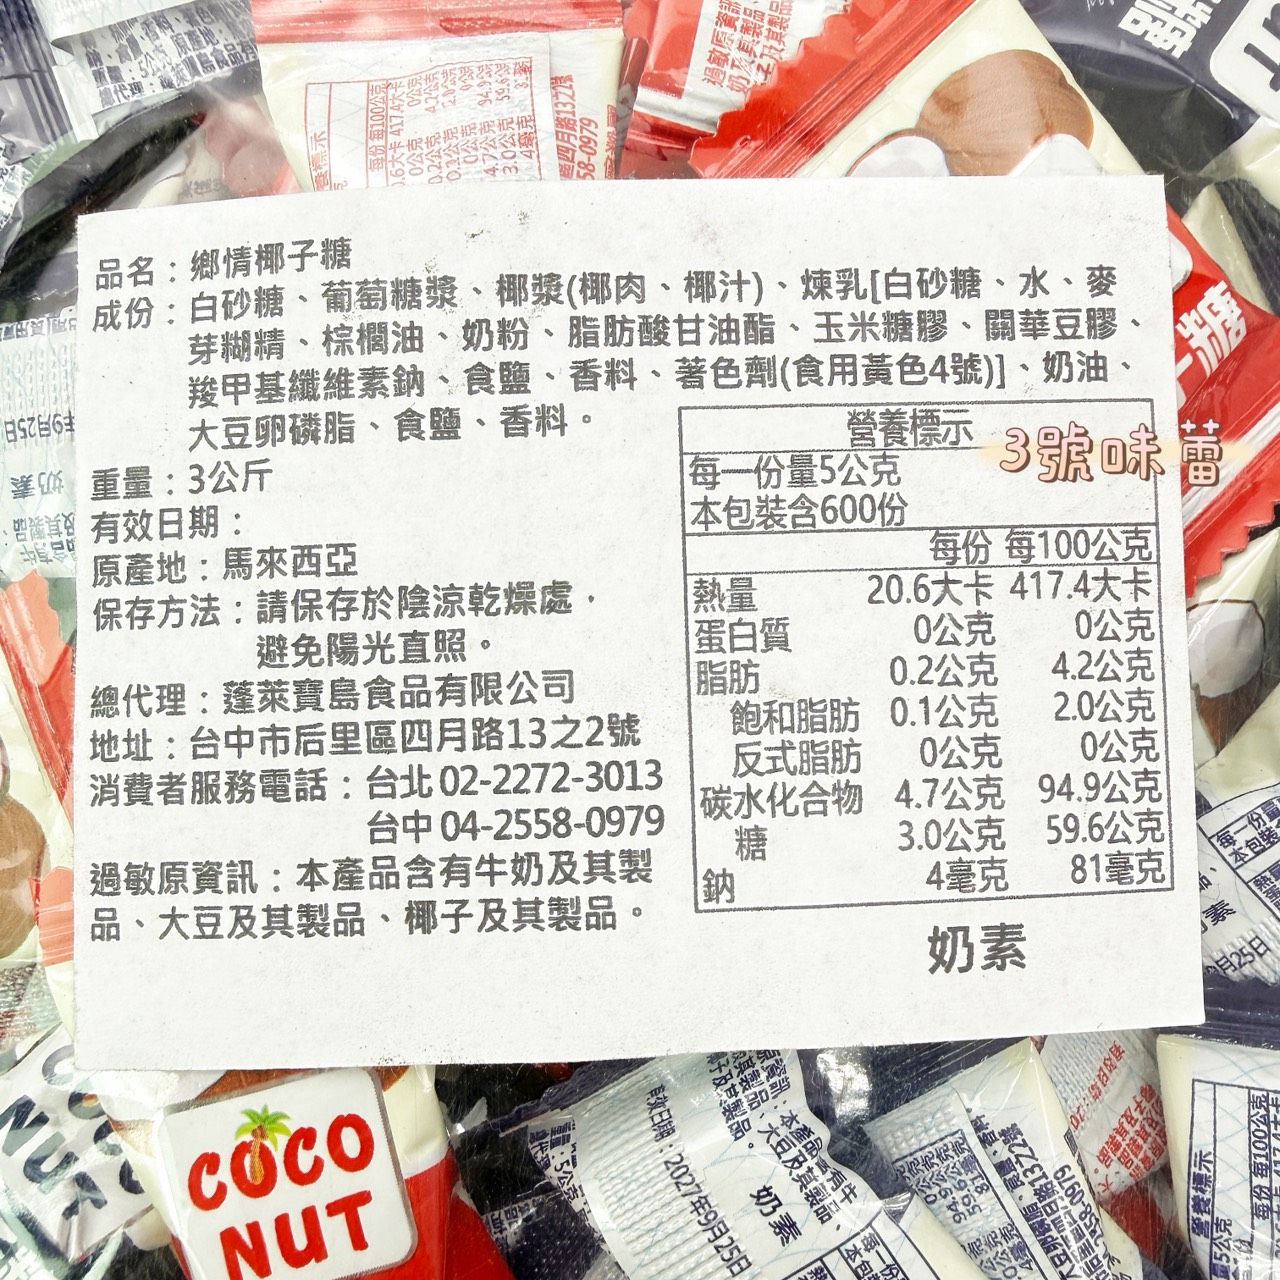 品名：鄉情椰子糖
成份：白砂糖、葡萄糖漿、椰漿(椰肉、椰汁)、煉乳[白砂糖、水、麥
芽糊精、棕櫚油、奶粉、脂肪酸甘油酯、玉米糖膠、關華豆膠、
羧甲基纖維素鈉、食鹽、香料、著色劑(食用黃色4號)]、奶油、
大豆卵磷脂、食鹽、香料。
重量：3公斤
有效日期：
原產地：馬來西亞
保存方法：請保存於陰涼乾燥處，
避免陽光直照。
總代理：蓬萊寶島食品有限公司
地址：台中市后里區四月路13之2號
消費者服務電話：台北 02-2272-3013
台中 04-2558-0979
過敏原資訊：本產品含有牛奶及其製
品、大豆及其製品、椰子及其製品。
營養標示
每一份量5公克
本包裝含600份
每份 每100公克
熱量 20.6大卡 417.4大卡
蛋白質 0公克 0公克
脂肪 0.2公克 4.2公克
飽和脂肪 0.1公克 2.0公克
反式脂肪 0公克 0公克
碳水化合物 4.7公克 94.9公克
糖 3.0公克 59.6公克
鈉 4毫克 81毫克
奶素
3號味蕾
COCO
NUT
有效日期：2027年9月25日
奶素